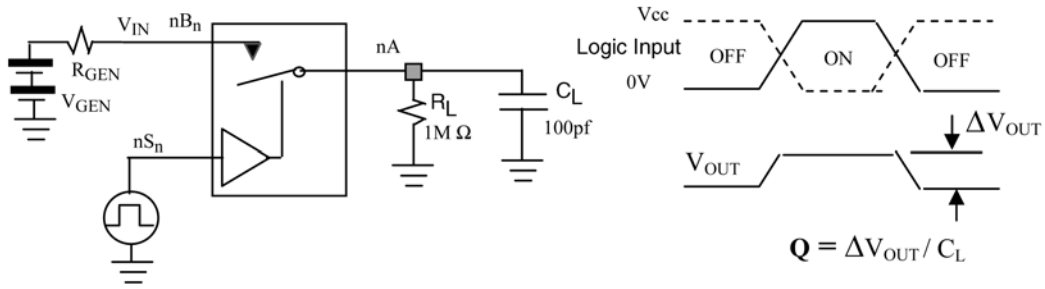 nBn
VIN
RGEN
VGEN
nSn
nA
RL
1M Ω
CL
100pf
Vcc
Logic Input
0V
OFF
ON
OFF
VOUT
ΔVOUT
Q = ΔVOUT / CL